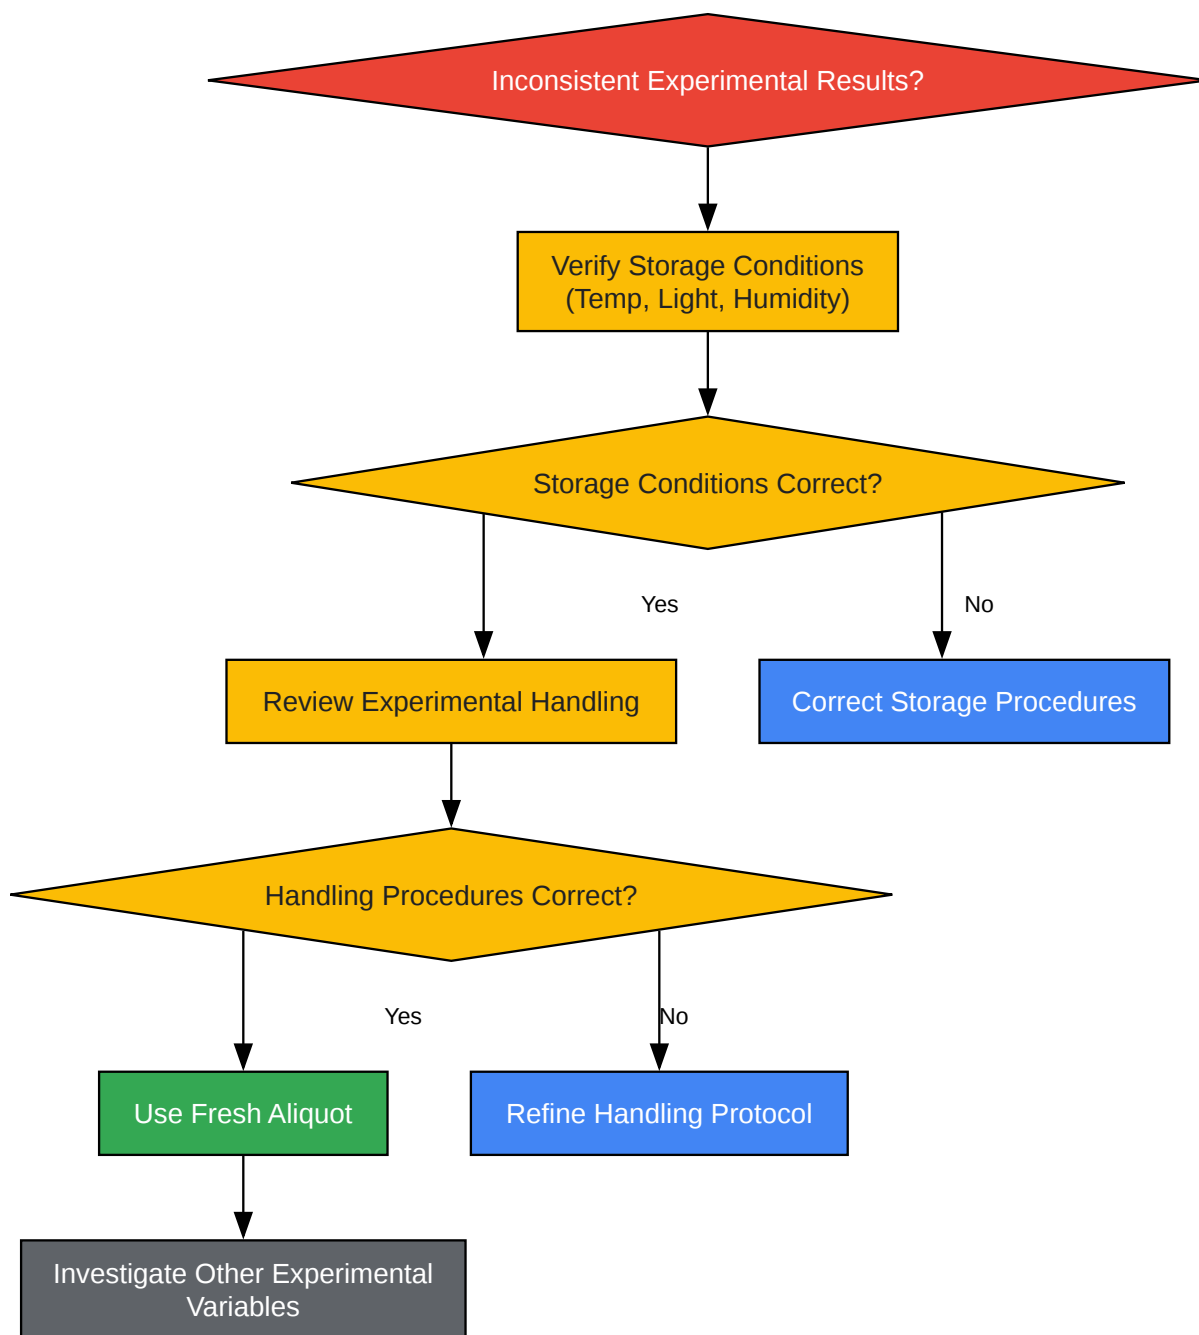 Inconsistent Experimental Results?
Verify Storage Conditions
(Temp, Light, Humidity)
Storage Conditions Correct?
Yes
No
Review Experimental Handling
Correct Storage Procedures
Handling Procedures Correct?
Yes
No
Use Fresh Aliquot
Refine Handling Protocol
Investigate Other Experimental
Variables